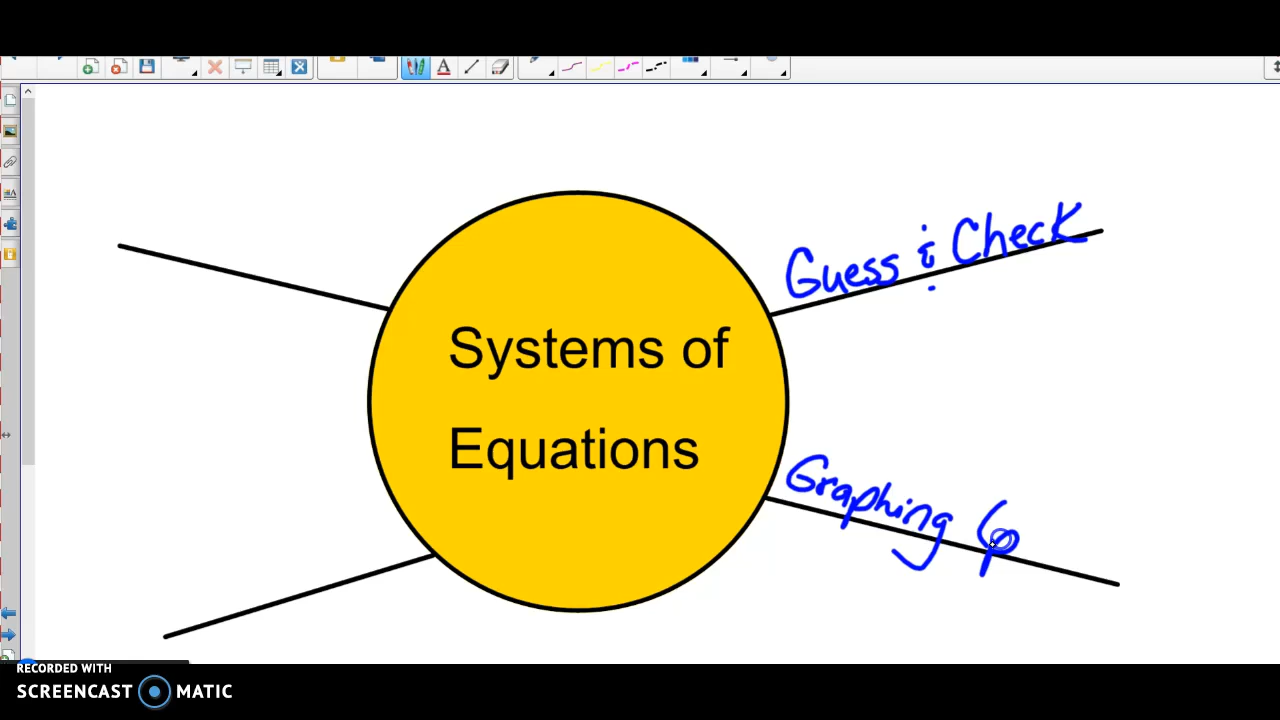 Guess & Check
Systems of
Equations
Graphing (p
RECORDED WITH
SCREENCAST MATIC